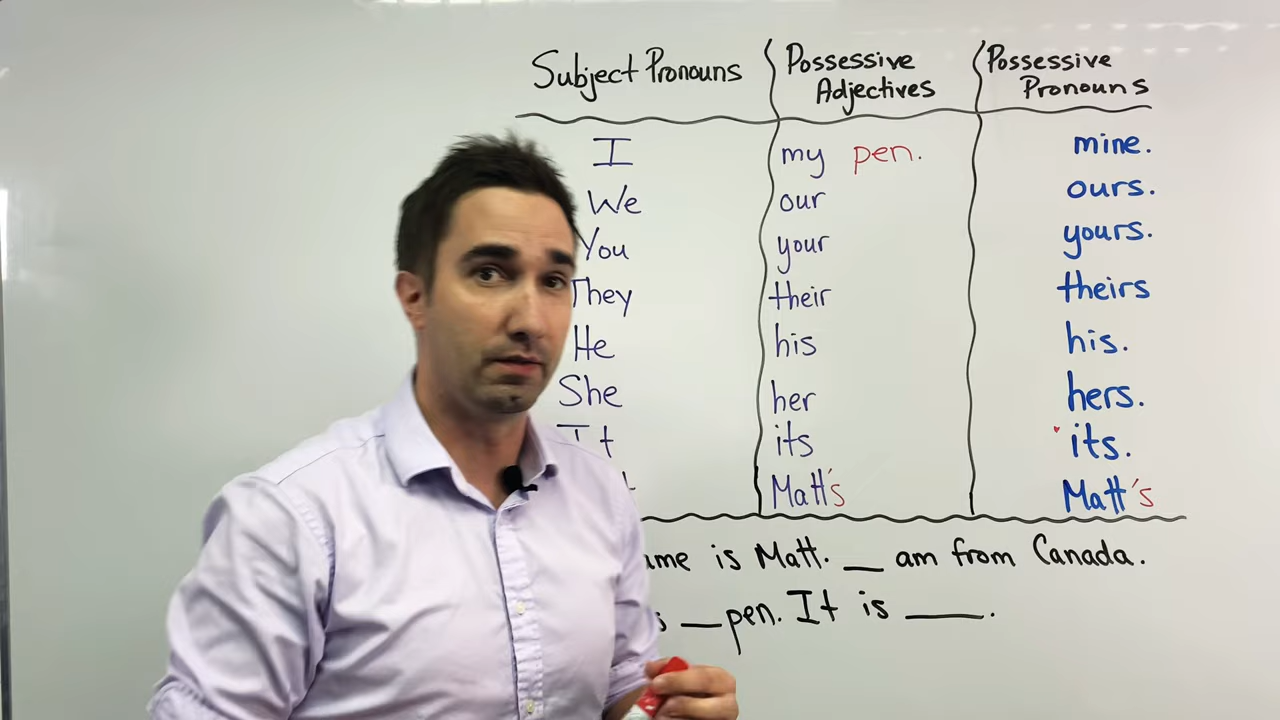 Subject Pronouns Possessive Adjectives Possessive Pronouns
I my pen. mine.
We our ours.
You your yours.
They their theirs
He his his.
She her hers.
It its its.
Matt's Matt's
is Matt. __ am from Canada.
__ pen. It is ____.